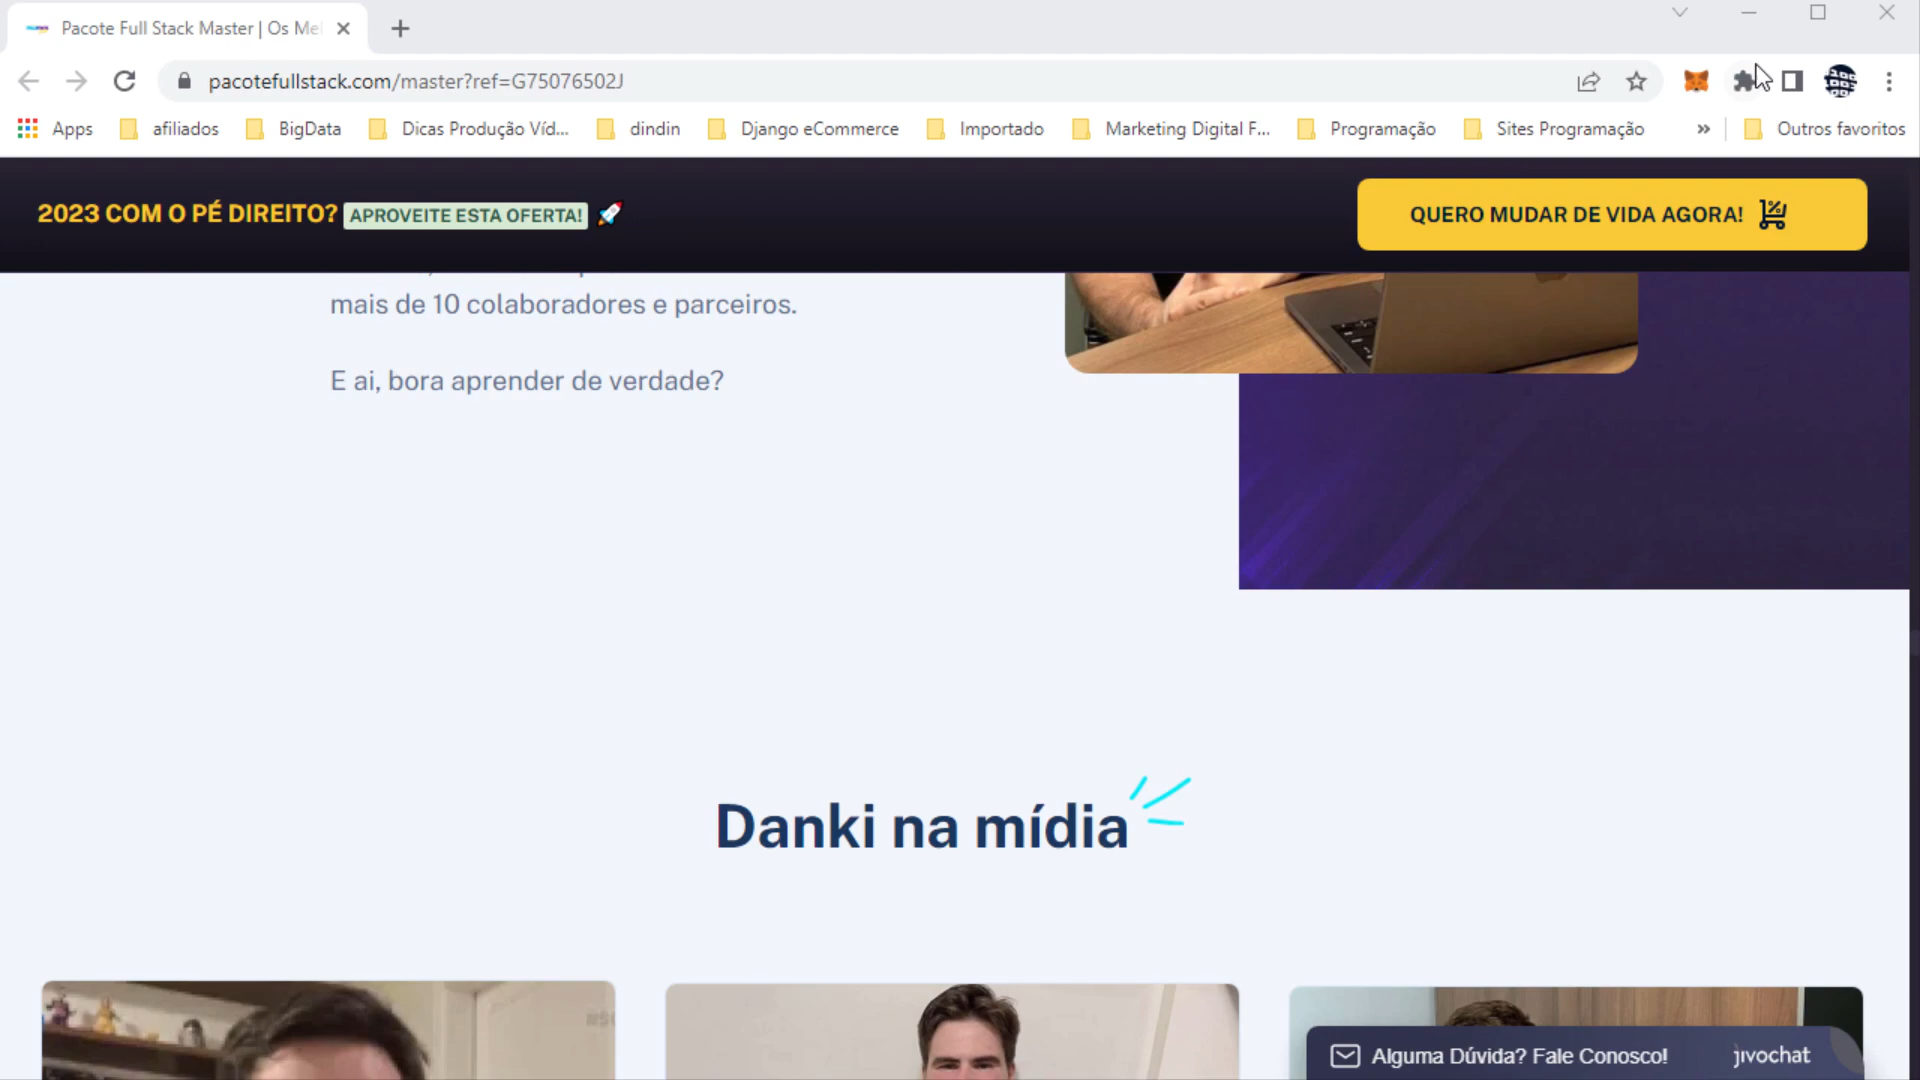 Pacote Full Stack Master | Os Mel
pacotefullstack.com/master?ref=G75076502J
Apps
afiliados
BigData
Dicas Produção Víd...
dindin
Django eCommerce
Importado
Marketing Digital F...
Programação
Sites Programação
»
Outros favoritos
2023 COM O PÉ DIREITO? APROVEITE ESTA OFERTA! 🚀
QUERO MUDAR DE VIDA AGORA!
mais de 10 colaboradores e parceiros.
E ai, bora aprender de verdade?
Danki na mídia
Alguma Dúvida? Fale Conosco!
jivochat